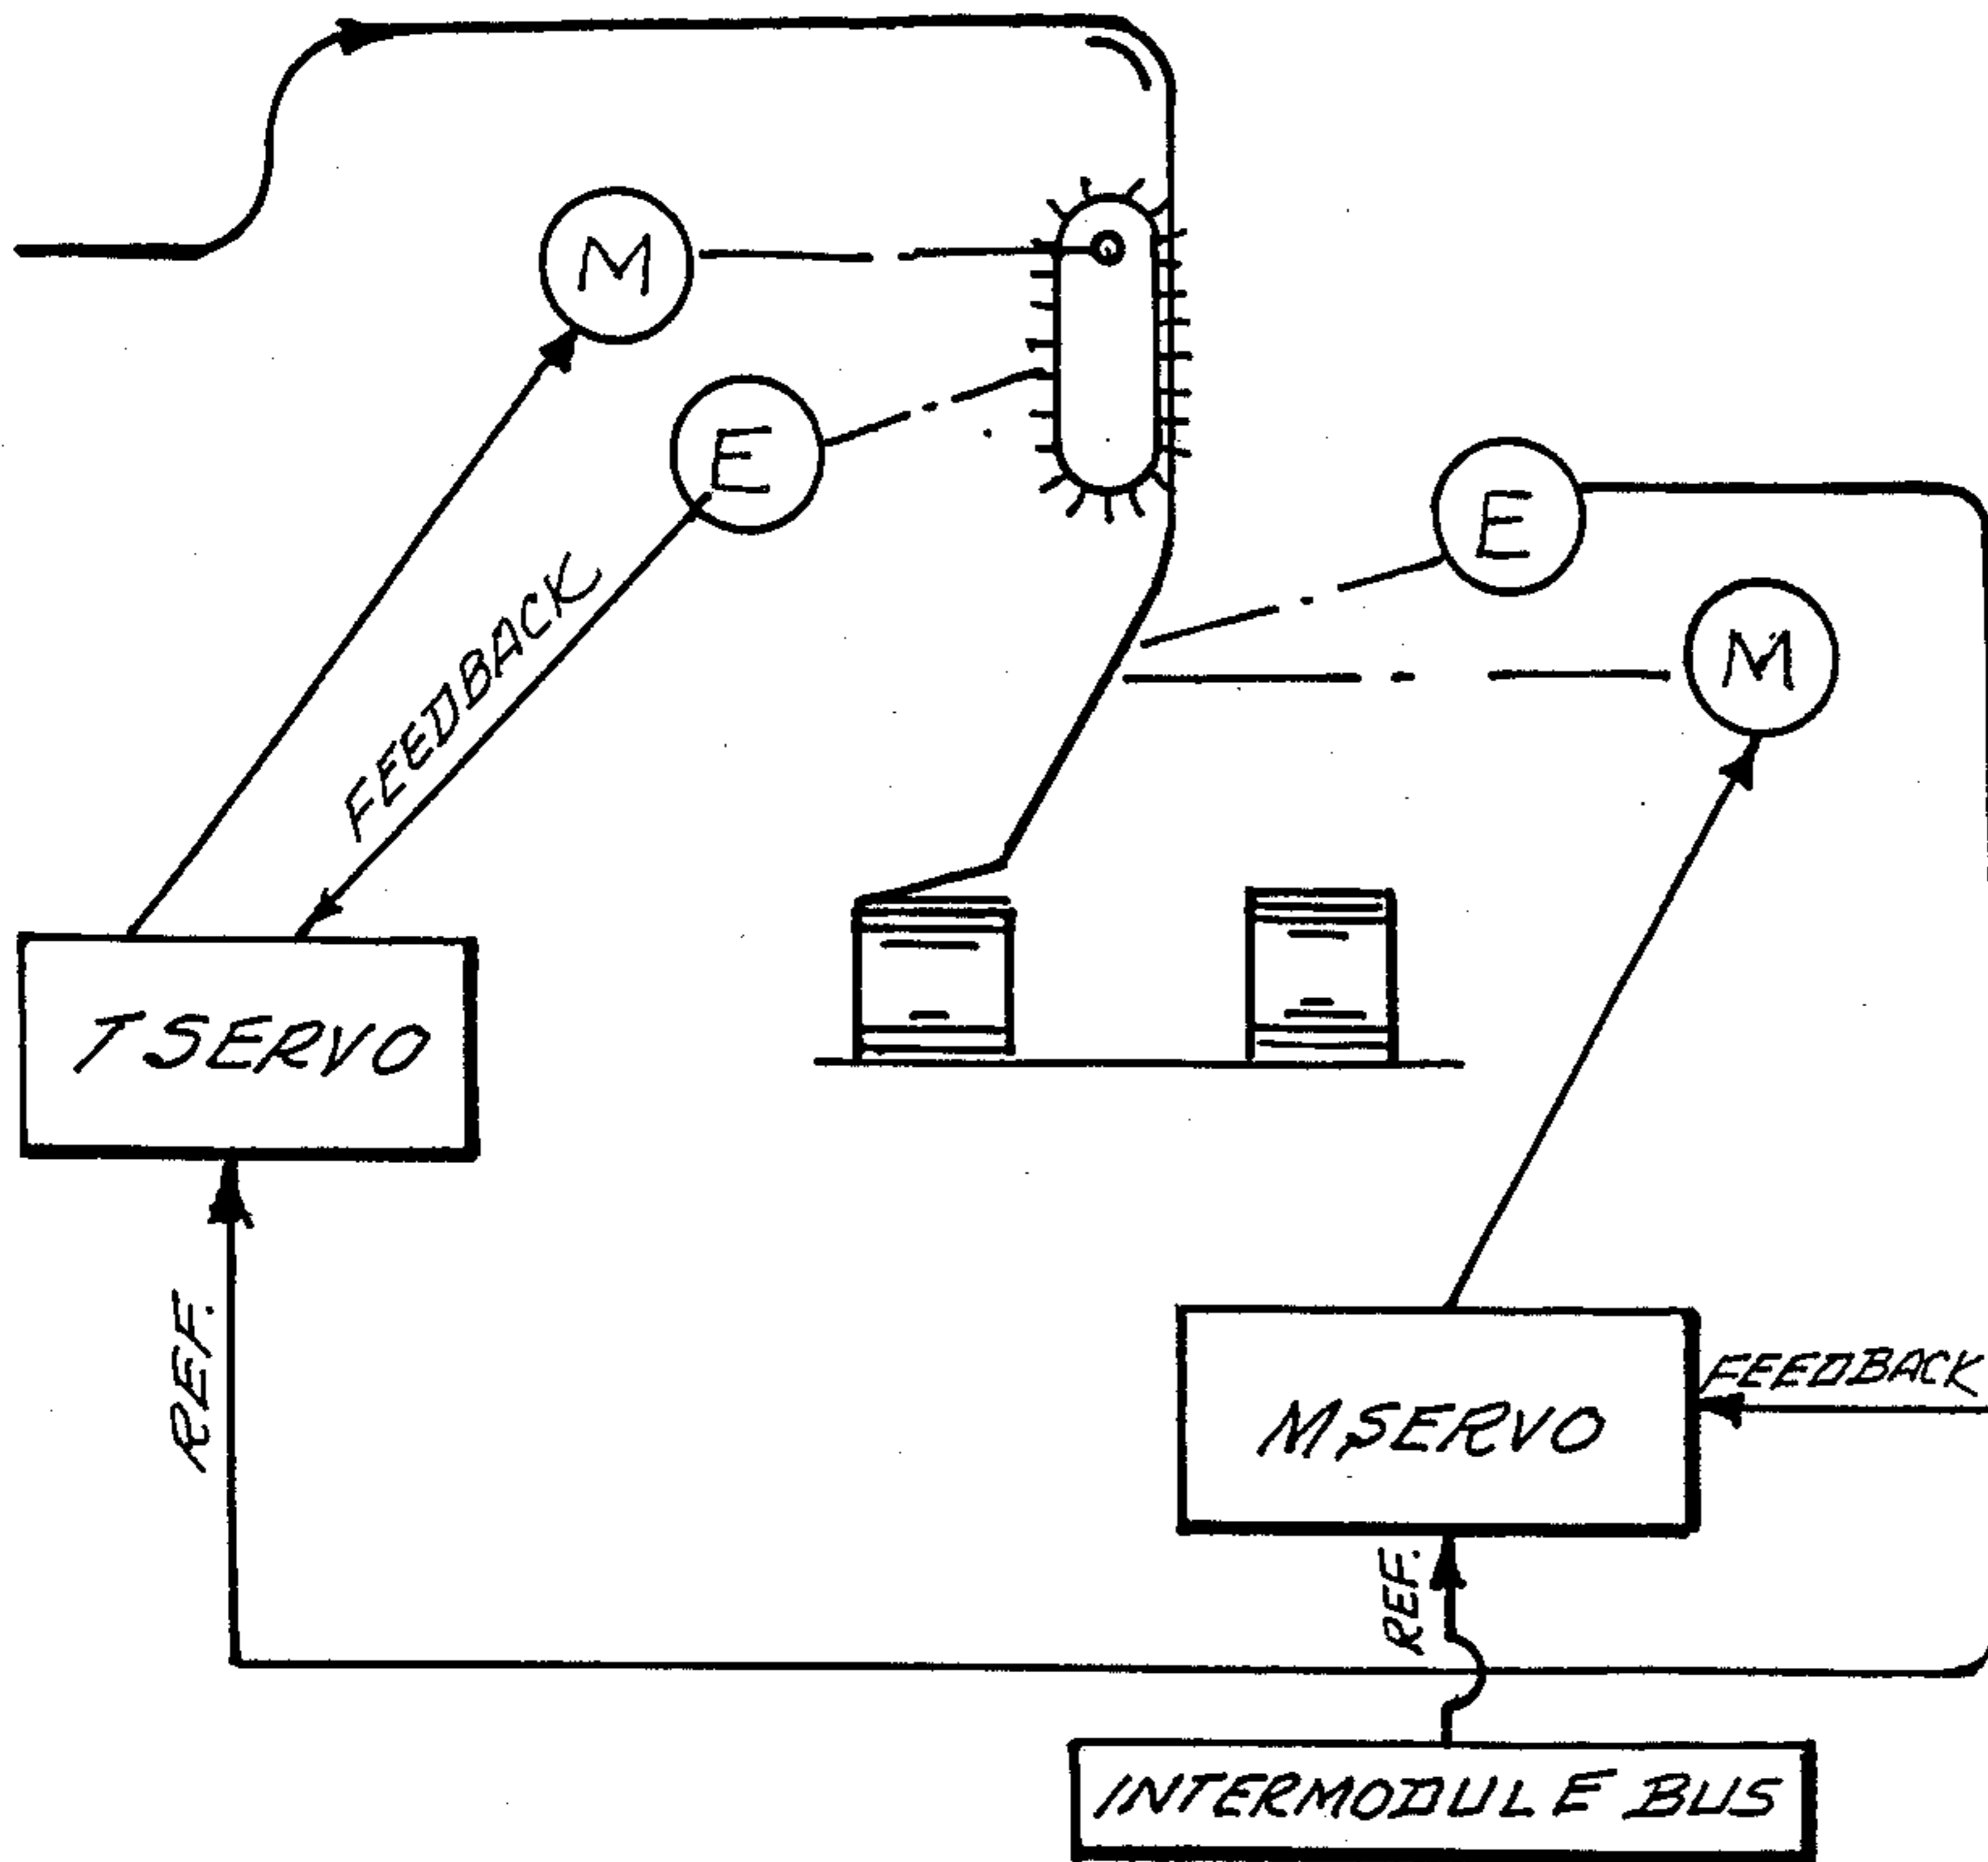 M
E
E
M
FEEDBACK
T SERVO
REF.
FEEDBACK
M SERVO
REF.
INTERMODULE BUS